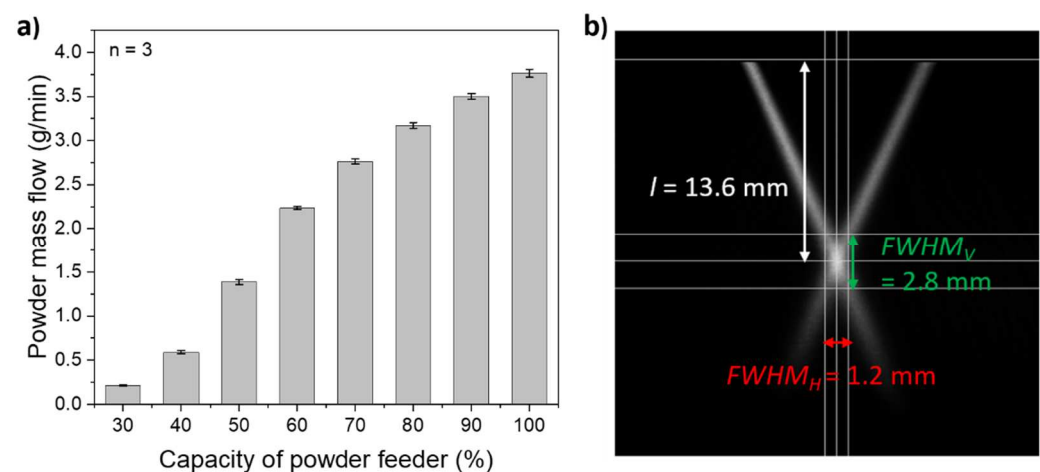 a)
n = 3
4.0
3.5
3.0
2.5
2.0
1.5
1.0
0.5
0.0
Powder mass flow (g/min)
30 40 50 60 70 80 90 100
Capacity of powder feeder (%)
b)
l = 13.6 mm
FWHM_V
= 2.8 mm
FWHM_H = 1.2 mm